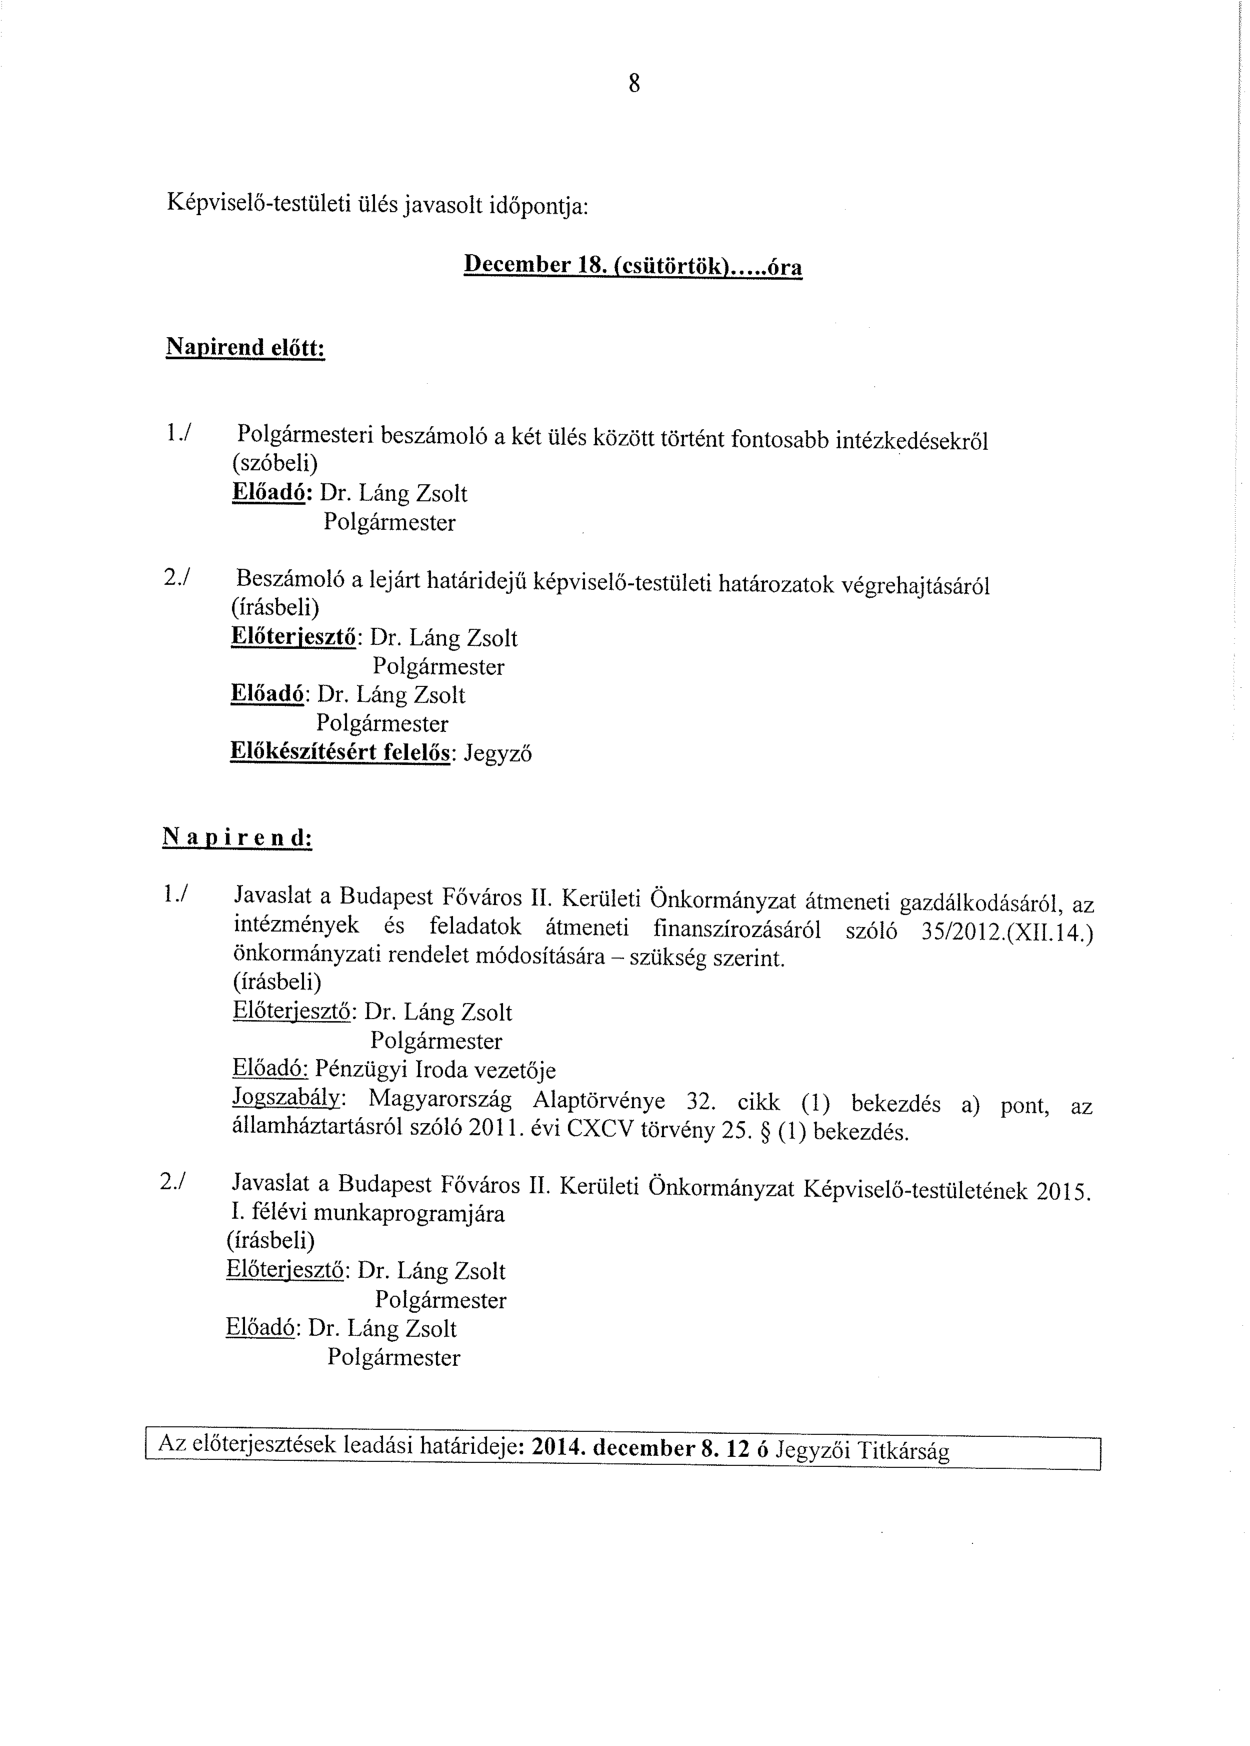 8
Képviselő-testületi ülés javasolt időpontja:
December 18. (csütörtök).....óra
Napirend előtt:
1./ Polgármesteri beszámoló a két ülés között történt fontosabb intézkedésekről
(szóbeli)
Előadó: Dr. Láng Zsolt
Polgármester
2./ Beszámoló a lejárt határidejű képviselő-testületi határozatok végrehajtásáról
(írásbeli)
Előterjesztő: Dr. Láng Zsolt
Polgármester
Előadó: Dr. Láng Zsolt
Polgármester
Előkészítésért felelős: Jegyző
N a p i r e n d:
1./ Javaslat a Budapest Főváros II. Kerületi Önkormányzat átmeneti gazdálkodásáról, az
intézmények és feladatok átmeneti finanszírozásáról szóló 35/2012.(XII.14.)
önkormányzati rendelet módosítására – szükség szerint.
(írásbeli)
Előterjesztő: Dr. Láng Zsolt
Polgármester
Előadó: Pénzügyi Iroda vezetője
Jogszabály: Magyarország Alaptörvénye 32. cikk (1) bekezdés a) pont, az
államháztartásról szóló 2011. évi CXCV törvény 25. § (1) bekezdés.
2./ Javaslat a Budapest Főváros II. Kerületi Önkormányzat Képviselő-testületének 2015.
I. félévi munkaprogramjára
(írásbeli)
Előterjesztő: Dr. Láng Zsolt
Polgármester
Előadó: Dr. Láng Zsolt
Polgármester
Az előterjesztések leadási határideje: 2014. december 8. 12 ó Jegyzői Titkárság